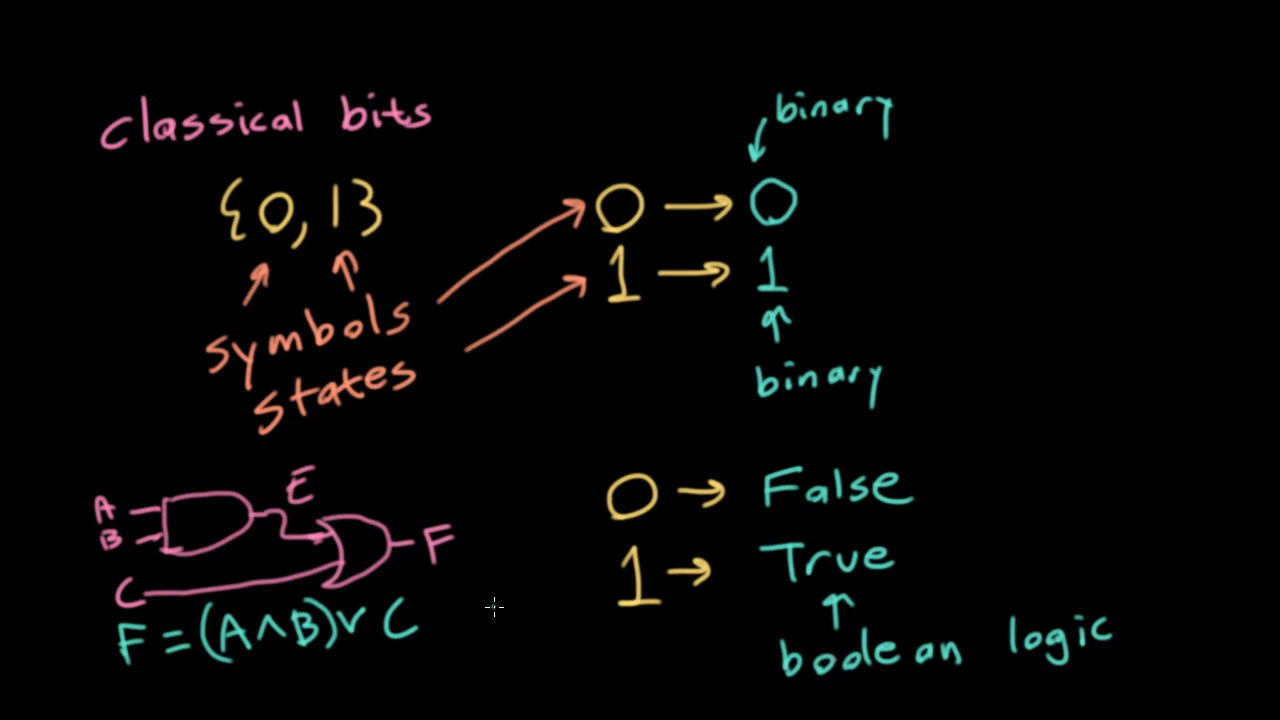 classical bits
{0, 1}
symbols
states
binary
0 → 0
1 → 1
binary
A
B
C
E
F
F = (A ∧ B) ∨ C
0 → False
1 → True
boolean logic